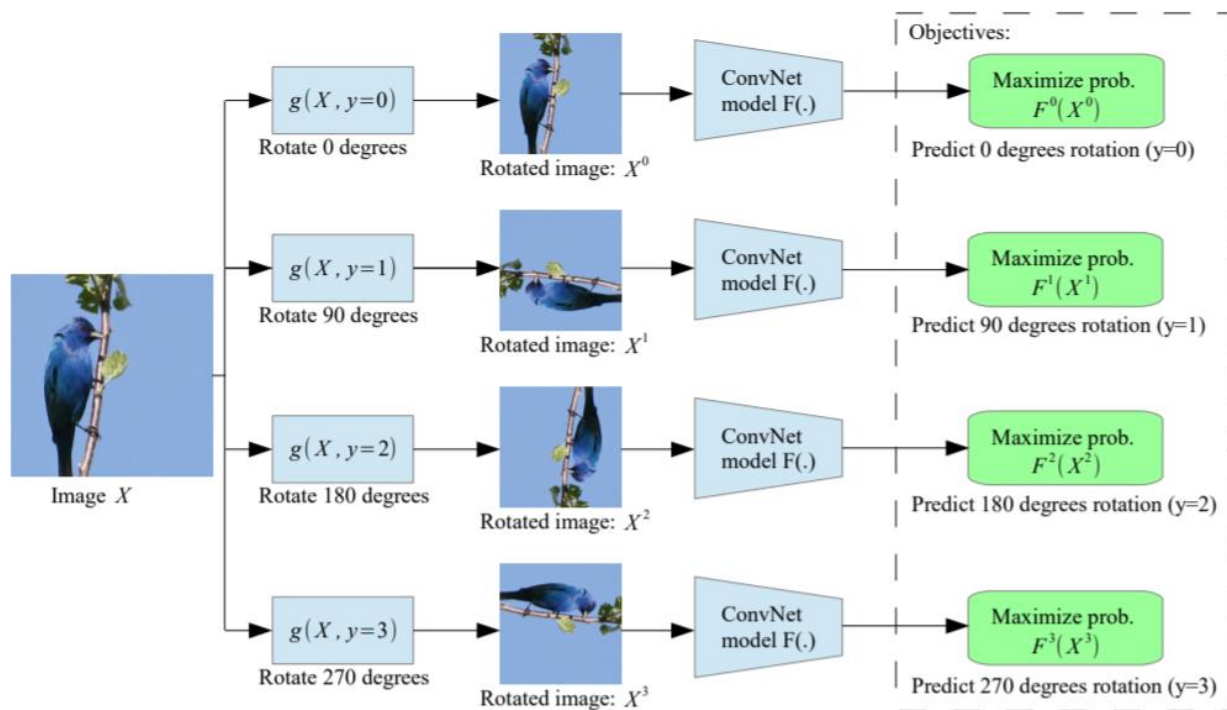 Objectives:
g(X, y=0)
Rotate 0 degrees
Rotated image: X⁰
ConvNet
model F(.)
Maximize prob.
F⁰(X⁰)
Predict 0 degrees rotation (y=0)
g(X, y=1)
Rotate 90 degrees
Rotated image: X¹
ConvNet
model F(.)
Maximize prob.
F¹(X¹)
Predict 90 degrees rotation (y=1)
Image X
g(X, y=2)
Rotate 180 degrees
Rotated image: X²
ConvNet
model F(.)
Maximize prob.
F²(X²)
Predict 180 degrees rotation (y=2)
g(X, y=3)
Rotate 270 degrees
Rotated image: X³
ConvNet
model F(.)
Maximize prob.
F³(X³)
Predict 270 degrees rotation (y=3)